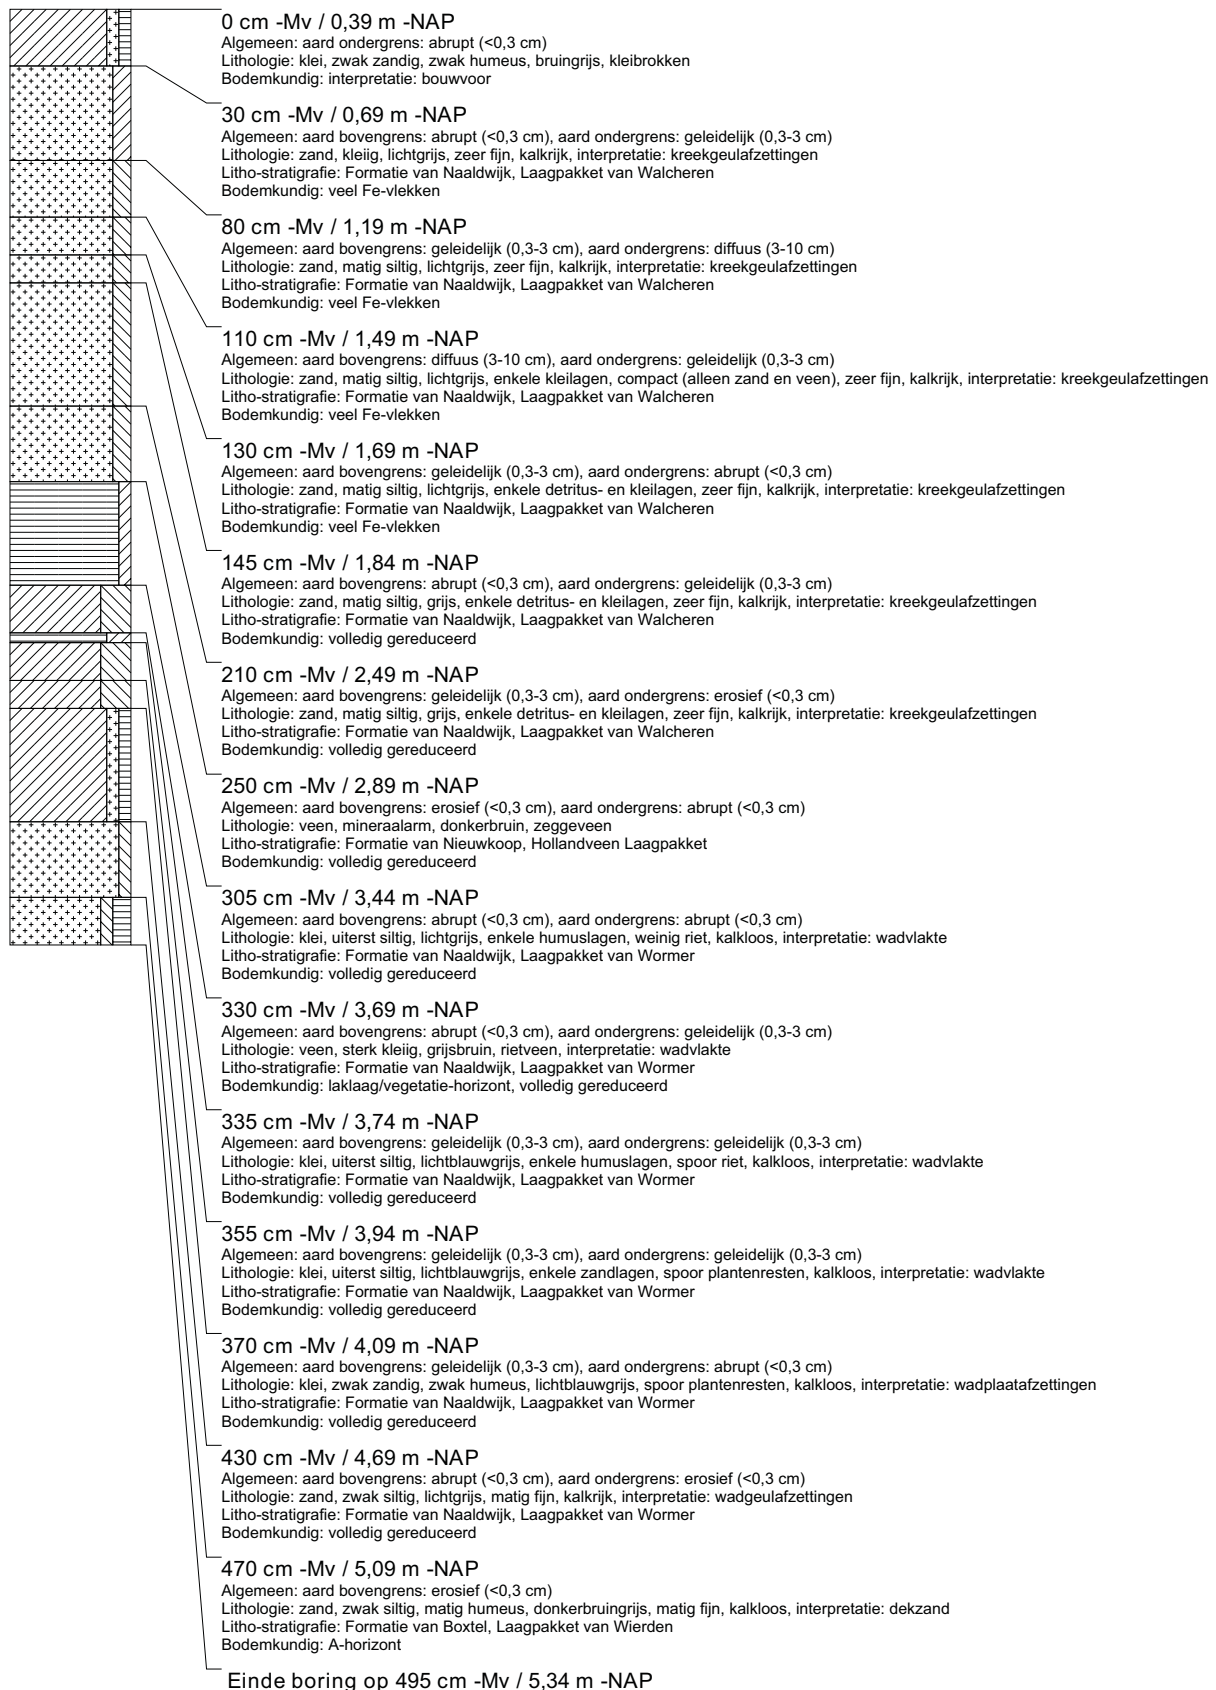 0 cm -Mv / 0,39 m -NAP
Algemeen: aard ondergrens: abrupt (<0,3 cm)
Lithologie: klei, zwak zandig, zwak humeus, bruingrijs, kleibrokken
Bodemkundig: interpretatie: bouwvoor
30 cm -Mv / 0,69 m -NAP
Algemeen: aard bovengrens: abrupt (<0,3 cm), aard ondergrens: geleidelijk (0,3-3 cm)
Lithologie: zand, kleiig, lichtgrijs, zeer fijn, kalkrijk, interpretatie: kreekgeulafzettingen
Litho-stratigrafie: Formatie van Naaldwijk, Laagpakket van Walcheren
Bodemkundig: veel Fe-vlekken
80 cm -Mv / 1,19 m -NAP
Algemeen: aard bovengrens: geleidelijk (0,3-3 cm), aard ondergrens: diffuus (3-10 cm)
Lithologie: zand, matig siltig, lichtgrijs, zeer fijn, kalkrijk, interpretatie: kreekgeulafzettingen
Litho-stratigrafie: Formatie van Naaldwijk, Laagpakket van Walcheren
Bodemkundig: veel Fe-vlekken
110 cm -Mv / 1,49 m -NAP
Algemeen: aard bovengrens: diffuus (3-10 cm), aard ondergrens: geleidelijk (0,3-3 cm)
Lithologie: zand, matig siltig, lichtgrijs, enkele kleilagen, compact (alleen zand en veen), zeer fijn, kalkrijk, interpretatie: kreekgeulafzettingen
Litho-stratigrafie: Formatie van Naaldwijk, Laagpakket van Walcheren
Bodemkundig: veel Fe-vlekken
130 cm -Mv / 1,69 m -NAP
Algemeen: aard bovengrens: geleidelijk (0,3-3 cm), aard ondergrens: abrupt (<0,3 cm)
Lithologie: zand, matig siltig, lichtgrijs, enkele detritus- en kleilagen, zeer fijn, kalkrijk, interpretatie: kreekgeulafzettingen
Litho-stratigrafie: Formatie van Naaldwijk, Laagpakket van Walcheren
Bodemkundig: veel Fe-vlekken
145 cm -Mv / 1,84 m -NAP
Algemeen: aard bovengrens: abrupt (<0,3 cm), aard ondergrens: geleidelijk (0,3-3 cm)
Lithologie: zand, matig siltig, grijs, enkele detritus- en kleilagen, zeer fijn, kalkrijk, interpretatie: kreekgeulafzettingen
Litho-stratigrafie: Formatie van Naaldwijk, Laagpakket van Walcheren
Bodemkundig: volledig gereduceerd
210 cm -Mv / 2,49 m -NAP
Algemeen: aard bovengrens: geleidelijk (0,3-3 cm), aard ondergrens: erosief (<0,3 cm)
Lithologie: zand, matig siltig, grijs, enkele detritus- en kleilagen, zeer fijn, kalkrijk, interpretatie: kreekgeulafzettingen
Litho-stratigrafie: Formatie van Naaldwijk, Laagpakket van Walcheren
Bodemkundig: volledig gereduceerd
250 cm -Mv / 2,89 m -NAP
Algemeen: aard bovengrens: erosief (<0,3 cm), aard ondergrens: abrupt (<0,3 cm)
Lithologie: veen, mineraalarm, donkerbruin, zeggeveen
Litho-stratigrafie: Formatie van Nieuwkoop, Hollandveen Laagpakket
Bodemkundig: volledig gereduceerd
305 cm -Mv / 3,44 m -NAP
Algemeen: aard bovengrens: abrupt (<0,3 cm), aard ondergrens: abrupt (<0,3 cm)
Lithologie: klei, uiterst siltig, lichtgrijs, enkele humuslagen, weinig riet, kalkloos, interpretatie: wadvlakte
Litho-stratigrafie: Formatie van Naaldwijk, Laagpakket van Wormer
Bodemkundig: volledig gereduceerd
330 cm -Mv / 3,69 m -NAP
Algemeen: aard bovengrens: abrupt (<0,3 cm), aard ondergrens: geleidelijk (0,3-3 cm)
Lithologie: veen, sterk kleiig, grijsbruin, rietveen, interpretatie: wadvlakte
Litho-stratigrafie: Formatie van Naaldwijk, Laagpakket van Wormer
Bodemkundig: laklaag/vegetatie-horizont, volledig gereduceerd
335 cm -Mv / 3,74 m -NAP
Algemeen: aard bovengrens: geleidelijk (0,3-3 cm), aard ondergrens: geleidelijk (0,3-3 cm)
Lithologie: klei, uiterst siltig, lichtblauwgrijs, enkele humuslagen, spoor riet, kalkloos, interpretatie: wadvlakte
Litho-stratigrafie: Formatie van Naaldwijk, Laagpakket van Wormer
Bodemkundig: volledig gereduceerd
355 cm -Mv / 3,94 m -NAP
Algemeen: aard bovengrens: geleidelijk (0,3-3 cm), aard ondergrens: geleidelijk (0,3-3 cm)
Lithologie: klei, uiterst siltig, lichtblauwgrijs, enkele zandlagen, spoor plantenresten, kalkloos, interpretatie: wadvlakte
Litho-stratigrafie: Formatie van Naaldwijk, Laagpakket van Wormer
Bodemkundig: volledig gereduceerd
370 cm -Mv / 4,09 m -NAP
Algemeen: aard bovengrens: geleidelijk (0,3-3 cm), aard ondergrens: abrupt (<0,3 cm)
Lithologie: klei, zwak zandig, zwak humeus, lichtblauwgrijs, spoor plantenresten, kalkloos, interpretatie: wadplaatafzettingen
Litho-stratigrafie: Formatie van Naaldwijk, Laagpakket van Wormer
Bodemkundig: volledig gereduceerd
430 cm -Mv / 4,69 m -NAP
Algemeen: aard bovengrens: abrupt (<0,3 cm), aard ondergrens: erosief (<0,3 cm)
Lithologie: zand, zwak siltig, lichtgrijs, matig fijn, kalkrijk, interpretatie: wadgeulafzettingen
Litho-stratigrafie: Formatie van Naaldwijk, Laagpakket van Wormer
Bodemkundig: volledig gereduceerd
470 cm -Mv / 5,09 m -NAP
Algemeen: aard bovengrens: erosief (<0,3 cm)
Lithologie: zand, zwak siltig, matig humeus, donkerbruingrijs, matig fijn, kalkloos, interpretatie: dekzand
Litho-stratigrafie: Formatie van Boxtel, Laagpakket van Wierden
Bodemkundig: A-horizont
Einde boring op 495 cm -Mv / 5,34 m -NAP